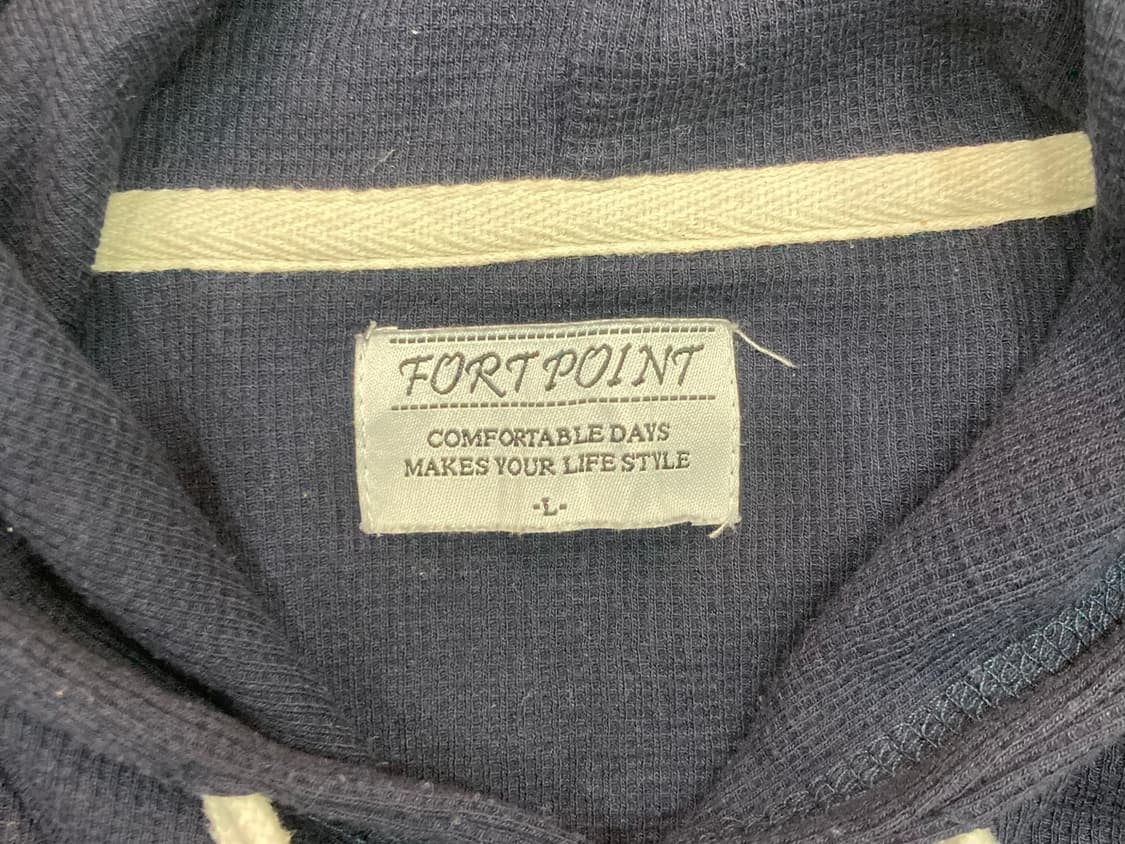 FORT POINT
COMFORTABLE DAYS
MAKES YOUR LIFE STYLE
-L-